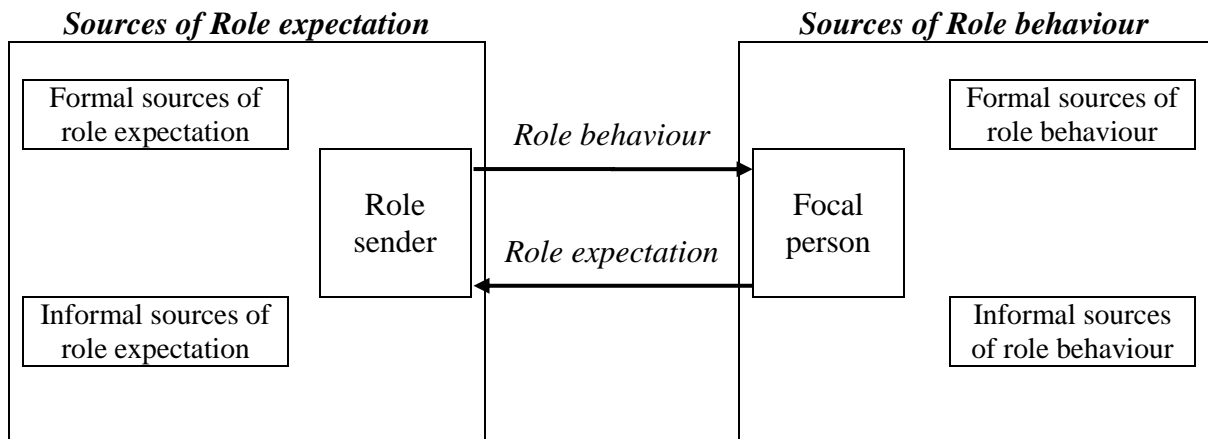 Sources of Role expectation
Sources of Role behaviour
Formal sources of
role expectation
Formal sources of
role behaviour
Role behaviour
Role
sender
Focal
person
Role expectation
Informal sources of
role expectation
Informal sources
of role behaviour